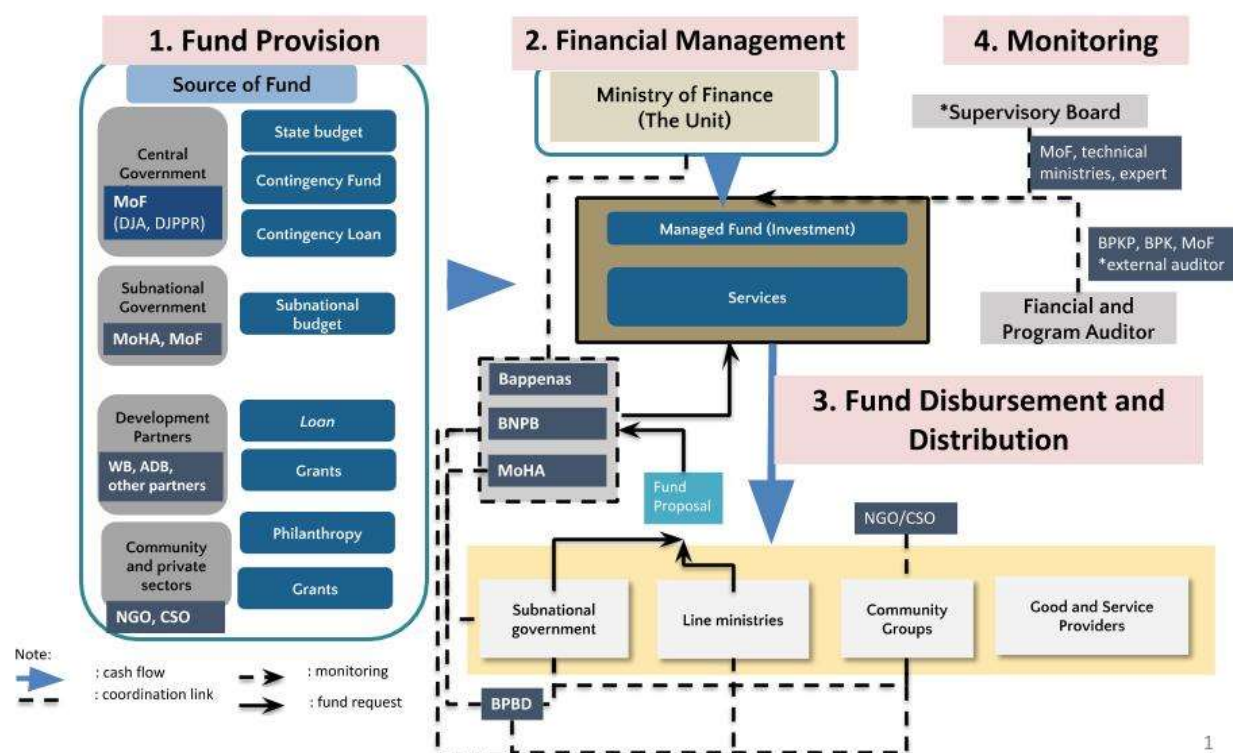 1. Fund Provision
Source of Fund
Central
Government
MoF
(DJA, DJPPR)
State budget
Contingency Fund
Contingency Loan
Subnational
Government
MoHA, MoF
Subnational
budget
Development
Partners
WB, ADB,
other partners
Loan
Grants
Community
and private
sectors
NGO, CSO
Philanthropy
Grants
2. Financial Management
Ministry of Finance
(The Unit)
Managed Fund (Investment)
Services
4. Monitoring
*Supervisory Board
MoF, technical
ministries, expert
BPKP, BPK, MoF
*external auditor
Fiancial and
Program Auditor
Bappenas
BNPB
MoHA
Fund
Proposal
3. Fund Disbursement and
Distribution
NGO/CSO
Subnational
government
Line ministries
Community
Groups
Good and Service
Providers
BPBD
Note:
: cash flow
: coordination link
: monitoring
: fund request
1